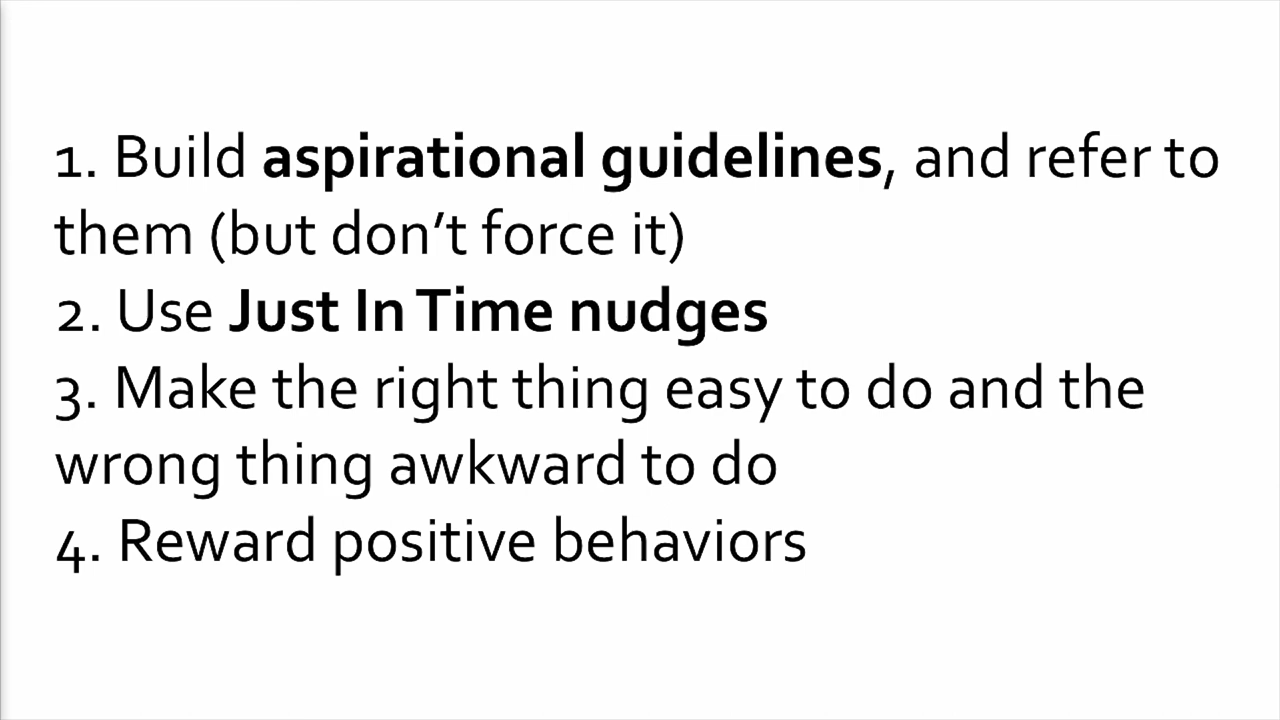 1. Build aspirational guidelines, and refer to
them (but don’t force it)
2. Use Just In Time nudges
3. Make the right thing easy to do and the
wrong thing awkward to do
4. Reward positive behaviors